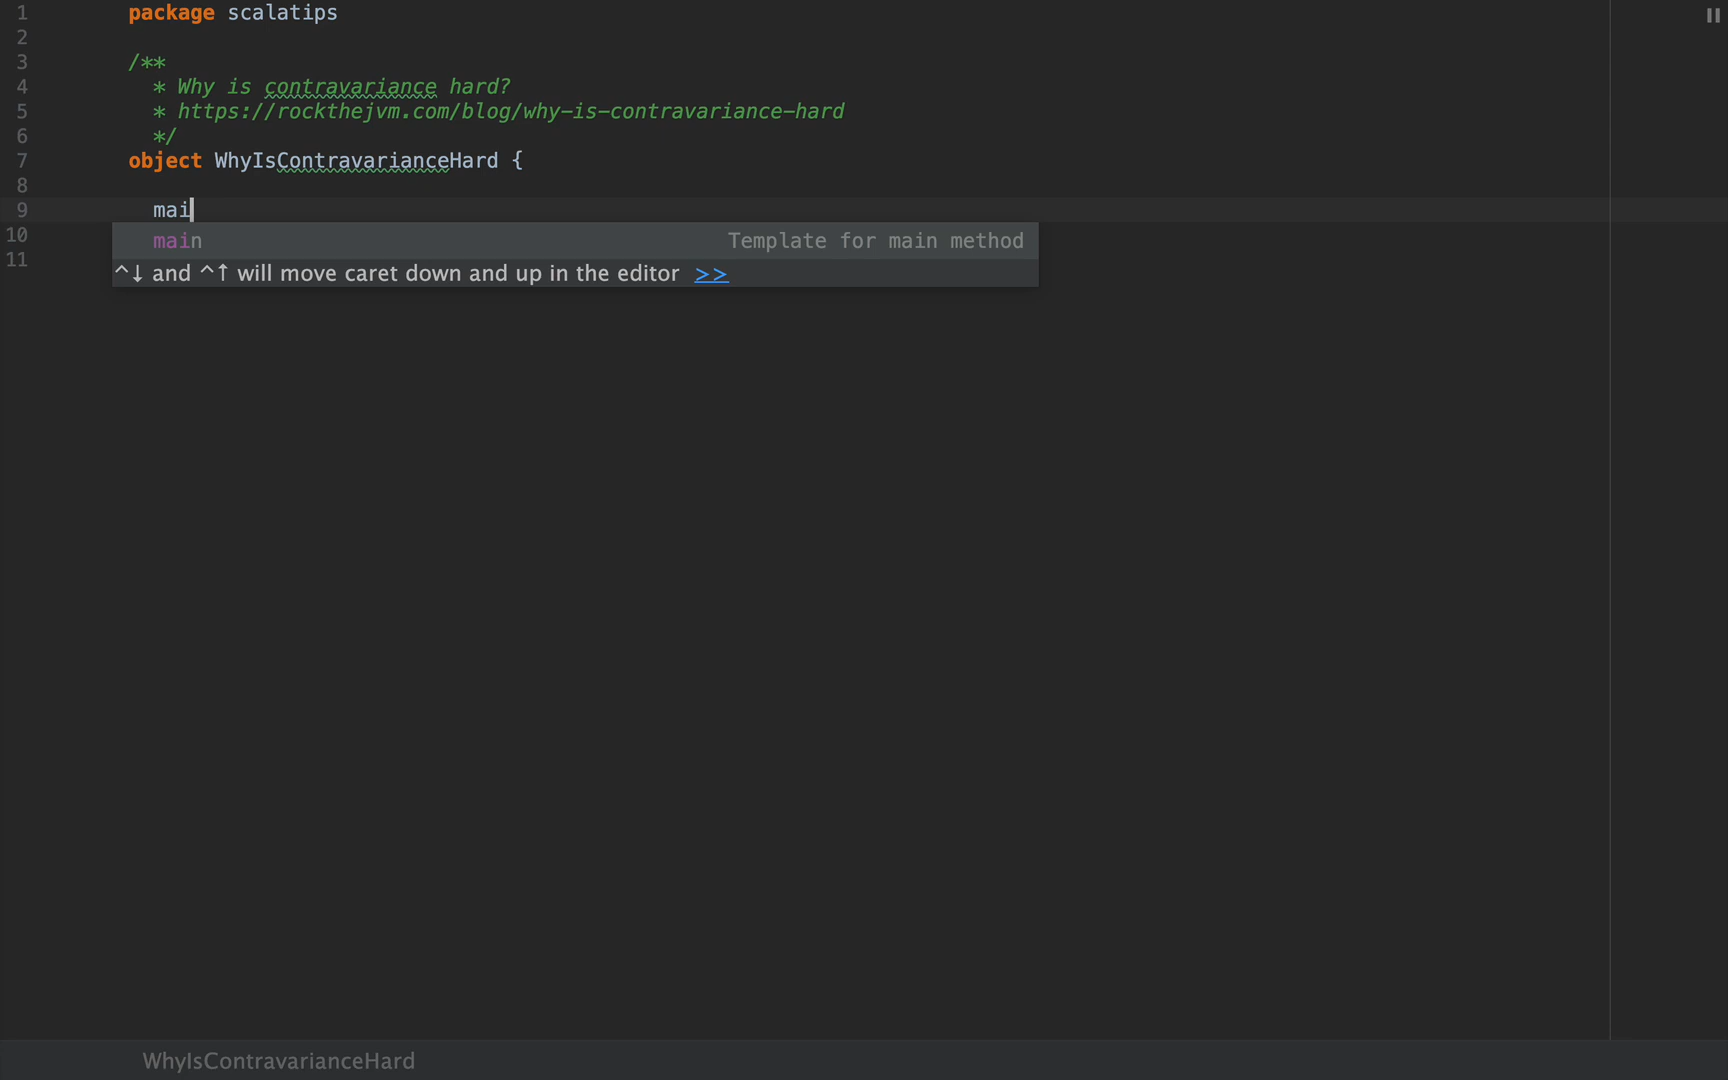 1 package scalatips
2
3 /**
4 * Why is contravariance hard?
5 * https://rockthejvm.com/blog/why-is-contravariance-hard
6 */
7 object WhyIsContravarianceHard {
8
9 mai
10 main Template for main method
11 ^↓ and ^↑ will move caret down and up in the editor >>
WhyIsContravarianceHard